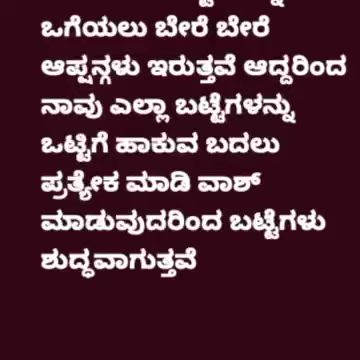 ಒಗೆಯಲು ಬೇರೆ ಬೇರೆ
ಆಪ್ಷನ್ಗಳು ಇರುತ್ತವೆ ಆದ್ದರಿಂದ
ನಾವು ಎಲ್ಲಾ ಬಟ್ಟೆಗಳನ್ನು
ಒಟ್ಟಿಗೆ ಹಾಕುವ ಬದಲು
ಪ್ರತ್ಯೇಕ ಮಾಡಿ ವಾಶ್
ಮಾಡುವುದರಿಂದ ಬಟ್ಟೆಗಳು
ಶುದ್ಧವಾಗುತ್ತವೆ